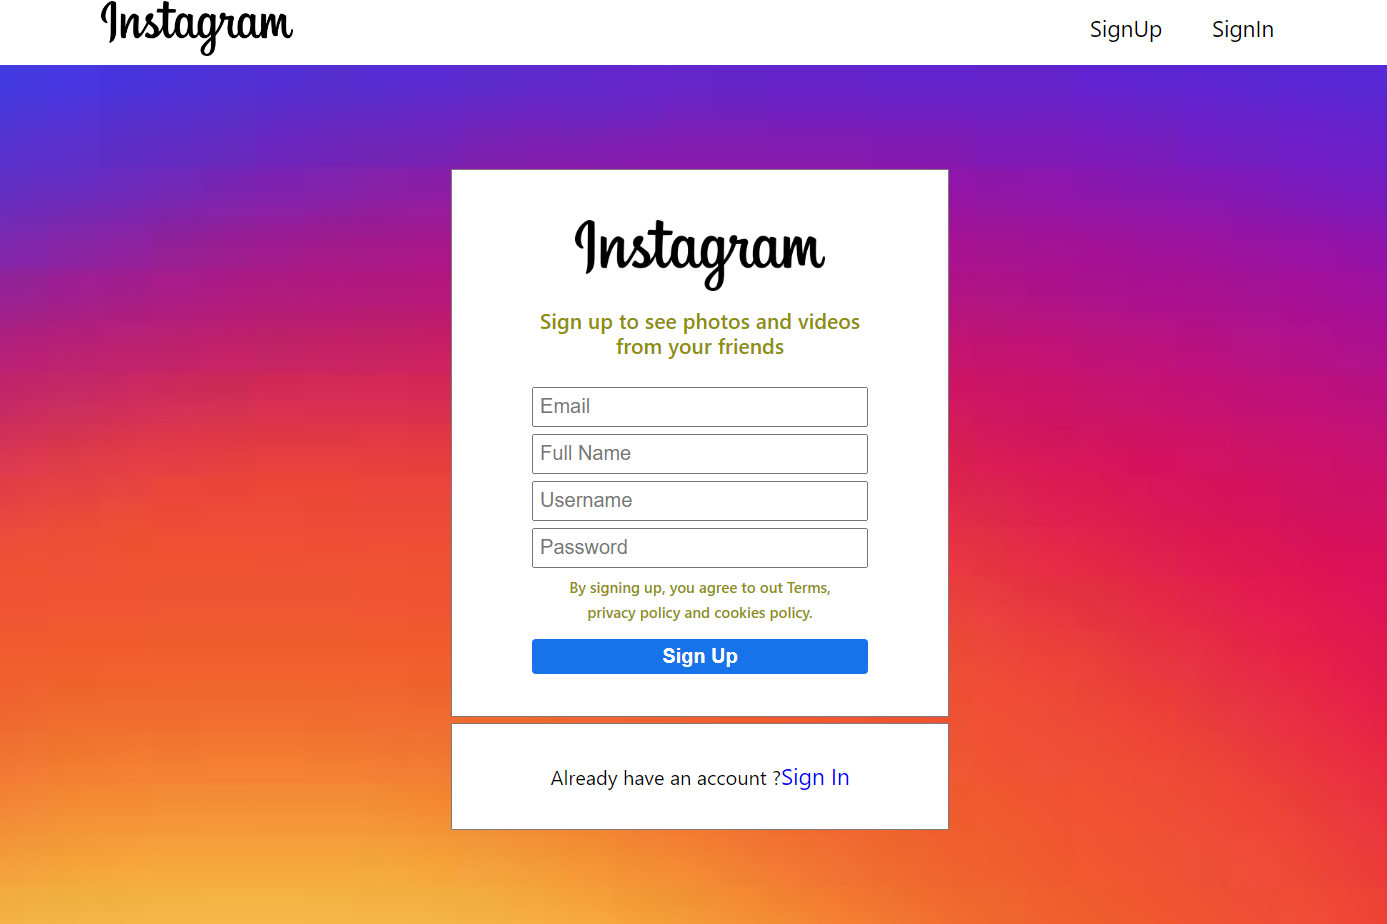 Instagram
SignUp SignIn
Instagram
Sign up to see photos and videos
from your friends
Email
Full Name
Username
Password
By signing up, you agree to out Terms,
privacy policy and cookies policy.
Sign Up
Already have an account ?Sign In